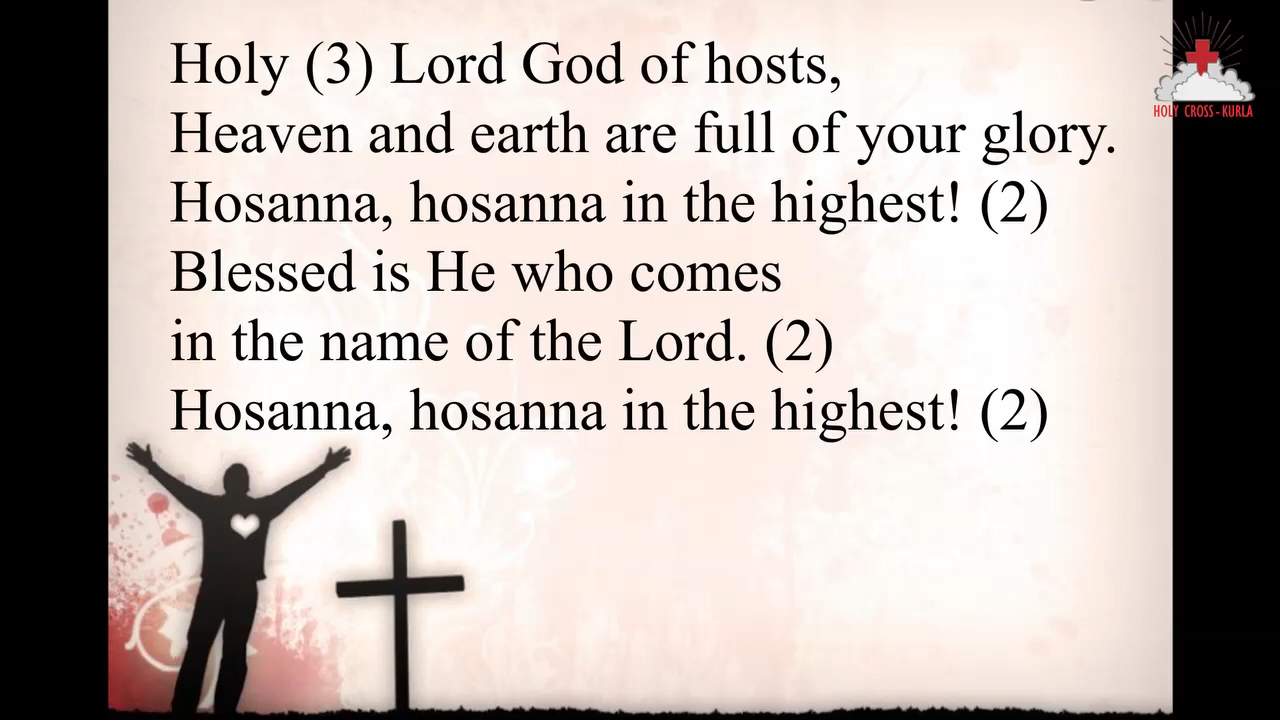 Holy (3) Lord God of hosts,
Heaven and earth are full of your glory.
Hosanna, hosanna in the highest! (2)
Blessed is He who comes
in the name of the Lord. (2)
Hosanna, hosanna in the highest! (2)
HOLY CROSS - KURLA